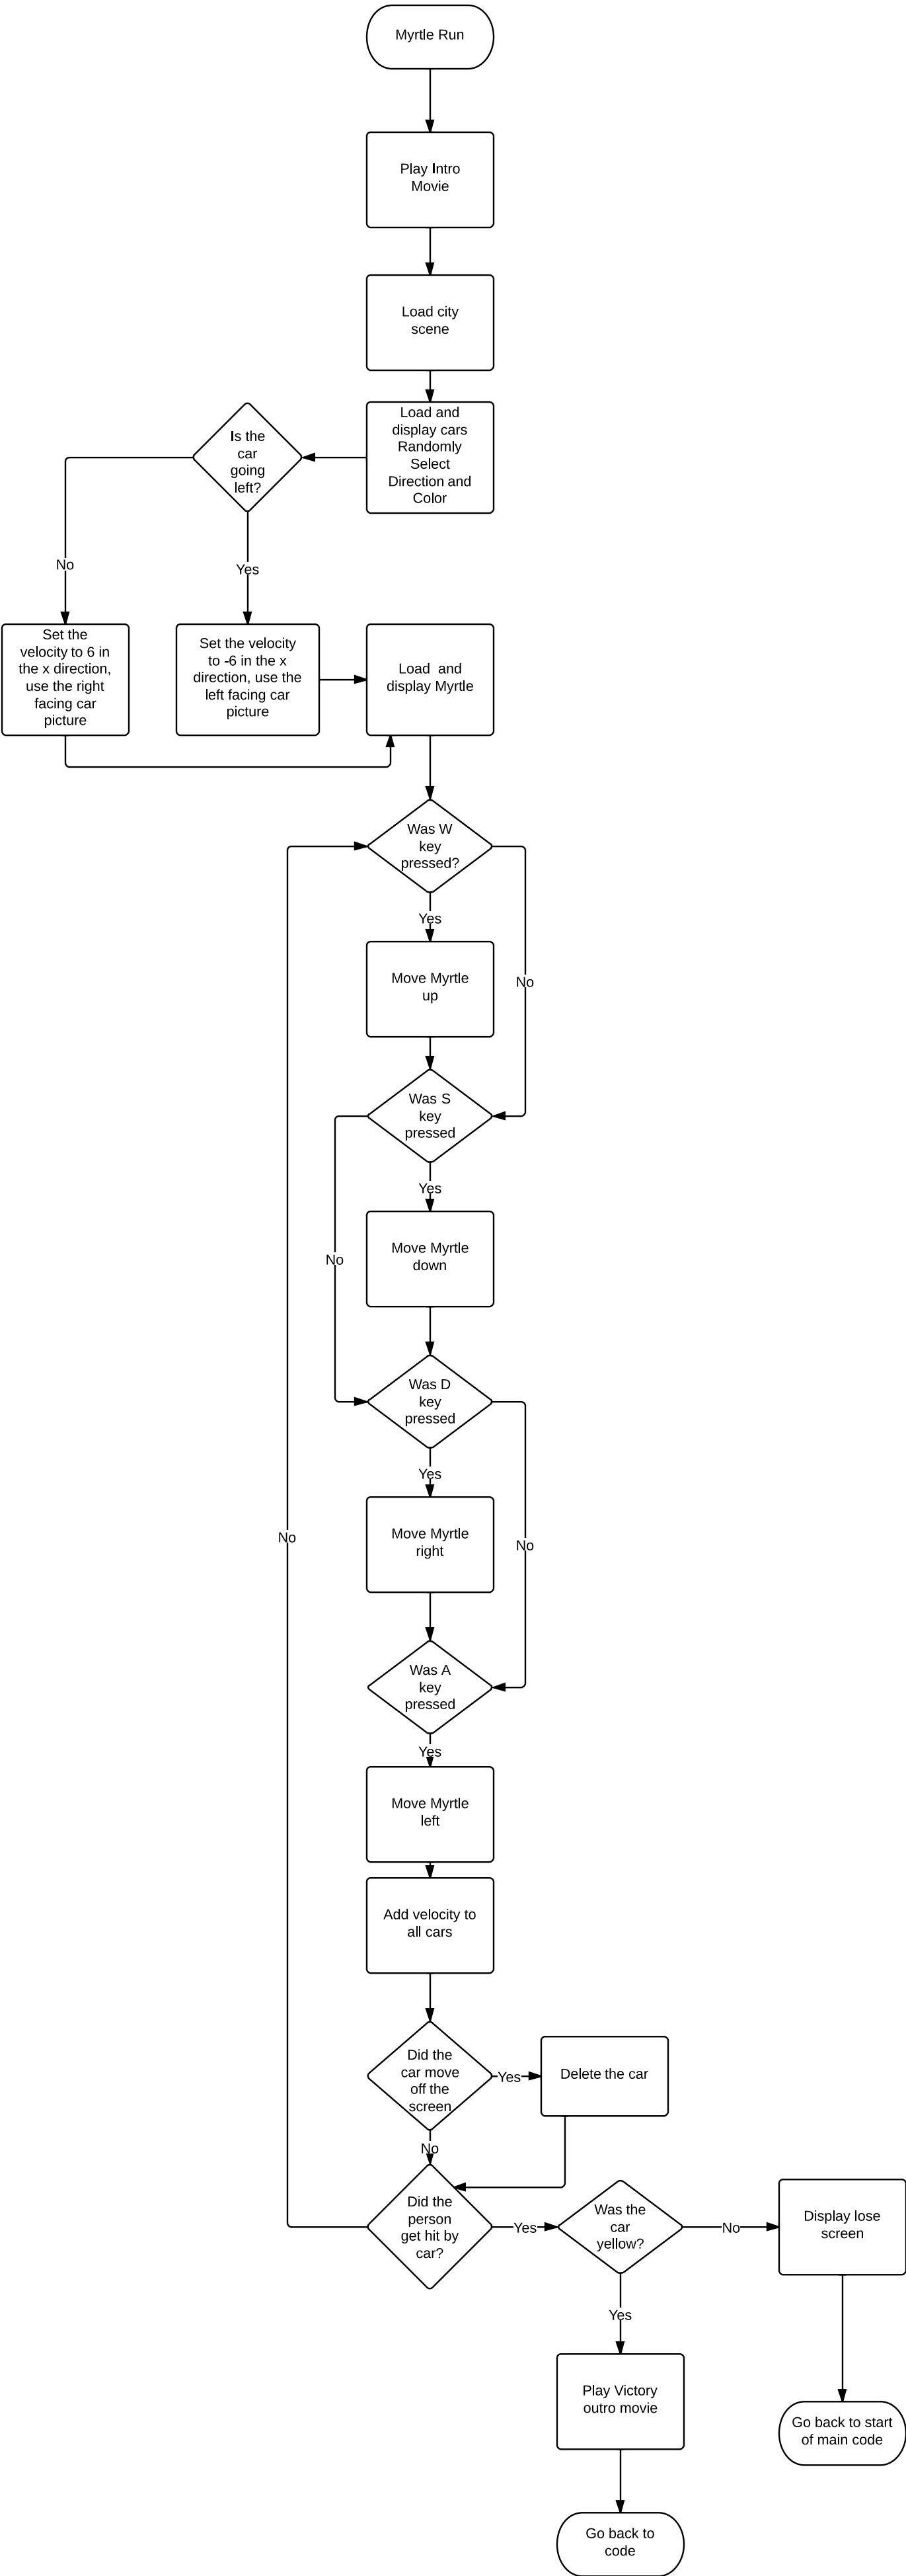 Myrtle Run
Play Intro
Movie
Load city
scene
Load and
display cars
Randomly
Select
Direction and
Color
Is the
car
going
left?
No
Yes
Set the
velocity to 6 in
the x direction,
use the right
facing car
picture
Set the velocity
to -6 in the x
direction, use the
left facing car
picture
Load and
display Myrtle
Was W
key
pressed?
Yes
No
Move Myrtle
up
Was S
key
pressed
Yes
No
Move Myrtle
down
Was D
key
pressed
Yes
No
Move Myrtle
right
No
Was A
key
pressed
Yes
Move Myrtle
left
Add velocity to
all cars
Did the
car move
off the
screen
Yes
Delete the car
No
Did the
person
get hit by
car?
Yes
Was the
car
yellow?
No
Display lose
screen
Yes
Play Victory
outro movie
Go back to start
of main code
Go back to
code